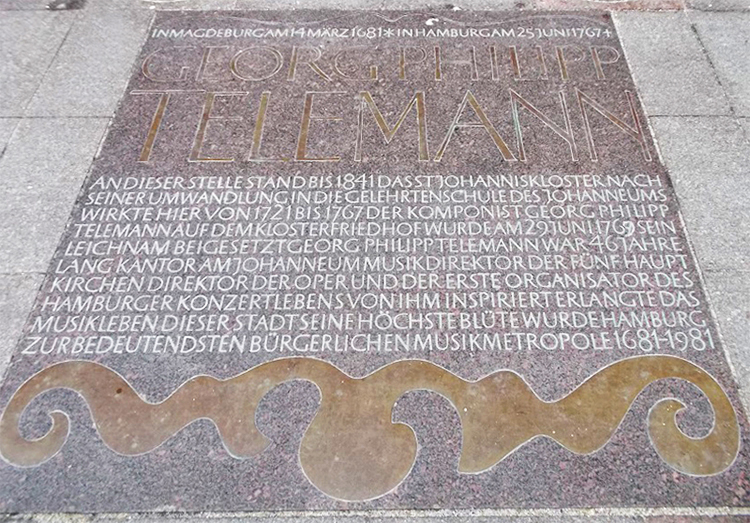 IN MAGDEBURG AM 14 MÄRZ 1681 * IN HAMBURG AM 25 JUNI 1767 +
GEORG PHILIPP
TELEMANN
AN DIESER STELLE STAND BIS 1841 DAS ST JOHANNISKLOSTER NACH
SEINER UMWANDLUNG IN DIE GELEHRTENSCHULE DES JOHANNEUMS
WIRKTE HIER VON 1721 BIS 1767 DER KOMPONIST GEORG PHILIPP
TELEMANN AUF DEM KLOSTERFRIEDHOF WURDE AM 29 JUNI 1767 SEIN
LEICHNAM BEIGESETZT GEORG PHILIPP TELEMANN WAR 46 JAHRE
LANG KANTOR AM JOHANNEUM MUSIKDIREKTOR DER FÜNF HAUPT
KIRCHEN DIREKTOR DER OPER UND DER ERSTE ORGANISATOR DES
HAMBURGER KONZERTLEBENS VON IHM INSPIRIERT ERLANGTE DAS
MUSIKLEBEN DIESER STADT SEINE HÖCHSTE BLÜTE WURDE HAMBURG
ZUR BEDEUTENDSTEN BÜRGERLICHEN MUSIKMETROPOLE 1681-1981